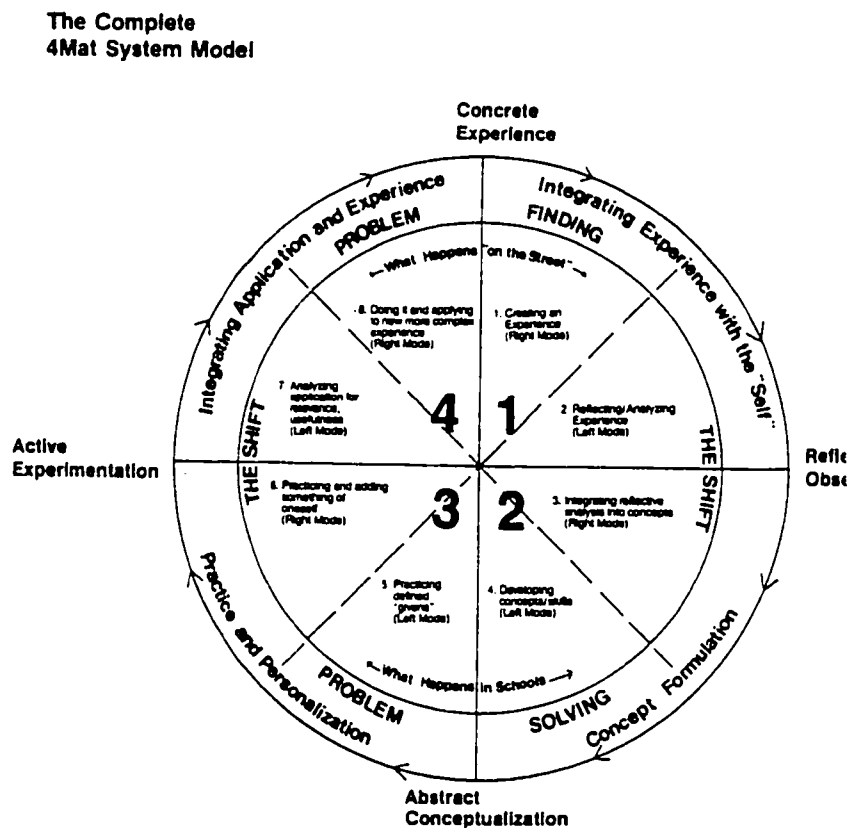 The Complete
4Mat System Model
Concrete
Experience
Integrating Application and Experience
Integrating Experience with the "Self"
PROBLEM
FINDING
What Happens "on the Street"
8. Doing it and applying
to new more complex
experience
(Right Mode)
1. Creating an
Experience
(Right Mode)
7 Analyzing
application for
relevance,
usefulness
(Left Mode)
4
1
2 Reflecting/Analyzing
Experience
(Left Mode)
THE SHIFT
THE SHIFT
Active
Experimentation
Refle
Obse
6. Practicing and adding
something of
oneself
(Right Mode)
3
2
3. Integrating reflective
analysis into concepts
(Right Mode)
5 Practicing
defined
"givens"
(Left Mode)
4. Developing
concepts/skills
(Left Mode)
What Happens in Schools
PROBLEM
SOLVING
Practice and Personalization
Concept Formulation
Abstract
Conceptualization